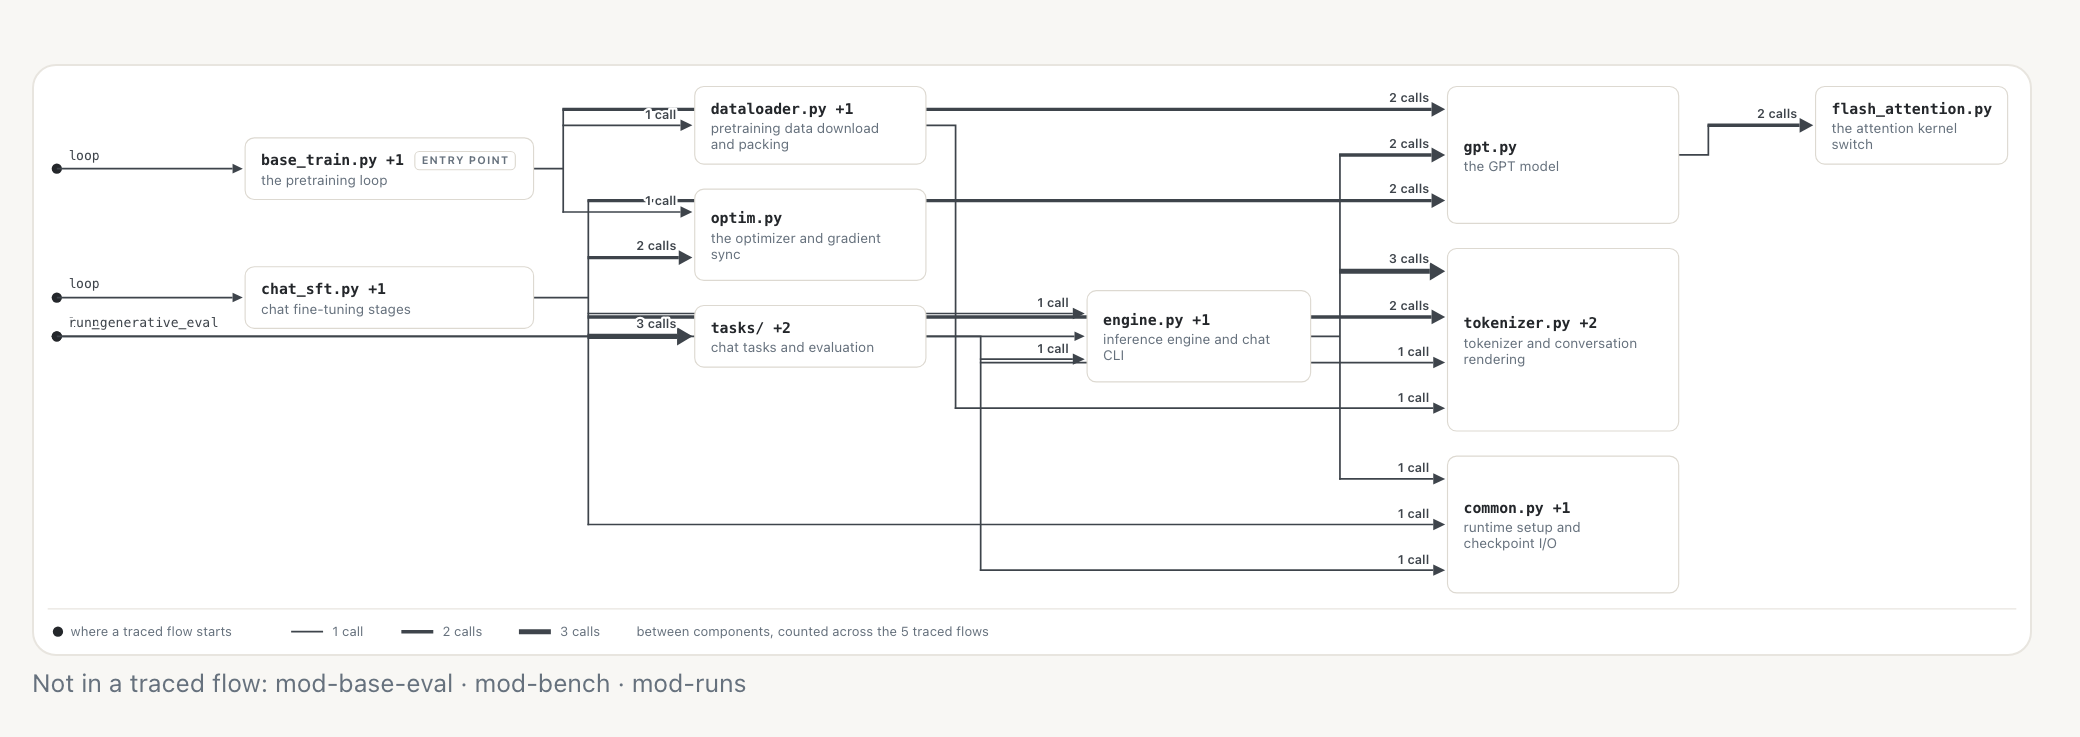 loop
base_train.py +1
ENTRY POINT
the pretraining loop
loop
chat_sft.py +1
chat fine-tuning stages
generative_eval
1 call
dataloader.py +1
pretraining data download
and packing
1 call
optim.py
the optimizer and gradient
sync
2 calls
3 calls
tasks/ +2
chat tasks and evaluation
1 call
engine.py +1
inference engine and chat
CLI
1 call
2 calls
2 calls
2 calls
gpt.py
the GPT model
2 calls
flash_attention.py
the attention kernel
switch
3 calls
2 calls
1 call
1 call
tokenizer.py +2
tokenizer and conversation
rendering
1 call
1 call
1 call
common.py +1
runtime setup and
checkpoint I/O
where a traced flow starts
1 call
2 calls
3 calls
between components, counted across the 5 traced flows
Not in a traced flow: mod-base-eval · mod-bench · mod-runs